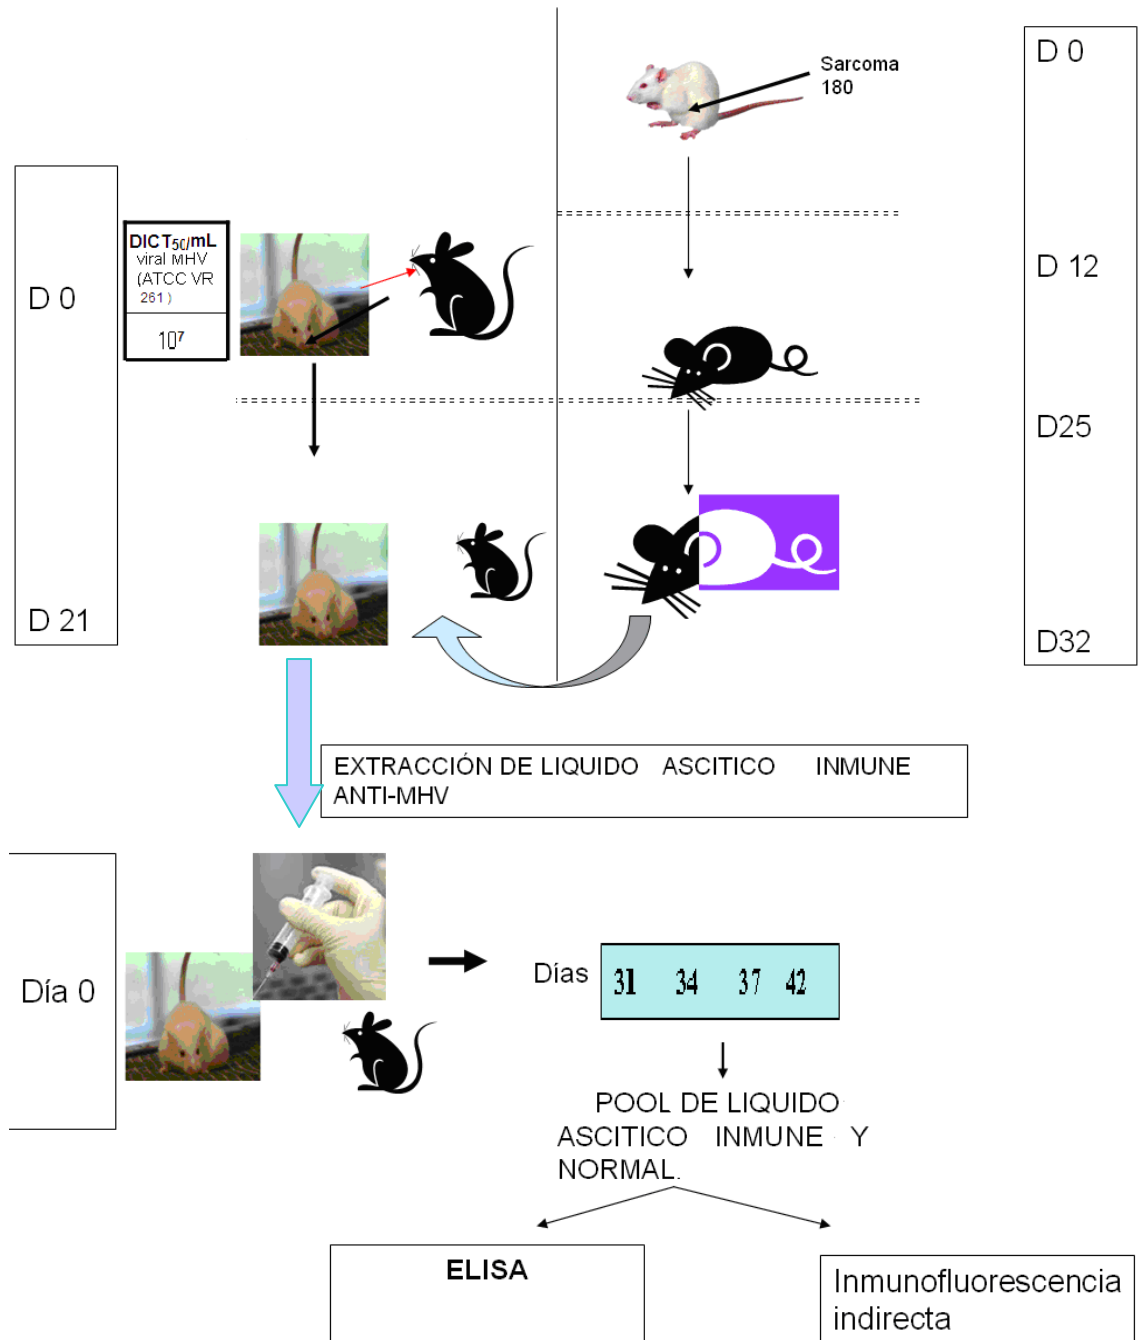 D 0
Sarcoma
180
D 12
D25
D32
D 0
D 21
DICT50/mL
viral MHV
(ATCC VR
261 )
10⁷
EXTRACCIÓN DE LIQUIDO ASCITICO INMUNE
ANTI-MHV
Día 0
Días
31 34 37 42
POOL DE LIQUIDO
ASCITICO INMUNE Y
NORMAL.
ELISA
Inmunofluorescencia
indirecta